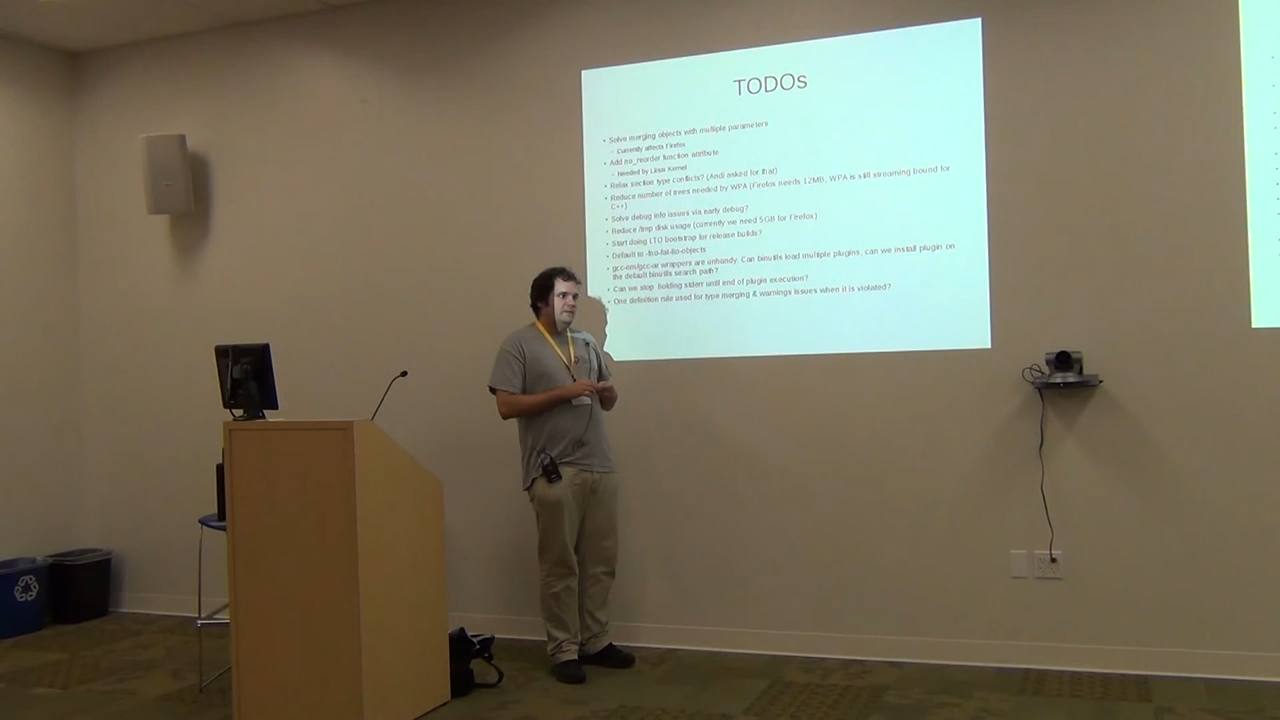 TODOs
• Solve merging objects with multiple parameters
– Currently affects Firefox
• Add no_reorder function attribute
– Needed by Linux Kernel
• Relax section type conflicts? (Andi asked for that)
• Reduce number of trees needed by WPA (Firefox needs 12MB, WPA is still streaming bound for
C++)
• Solve debug info issues via early debug?
• Reduce /tmp disk usage (currently we need 5GB for Firefox)
• Start doing LTO bootstrap for release builds?
• Default to -fno-fat-lto-objects
• gcc-nm/gcc-ar wrappers are unhandy. Can binutils load multiple plugins, can we install plugin on
the default binutils search path?
• Can we stop holding stderr until end of plugin execution?
• One definition rule used for type merging & warnings issues when it is violated?